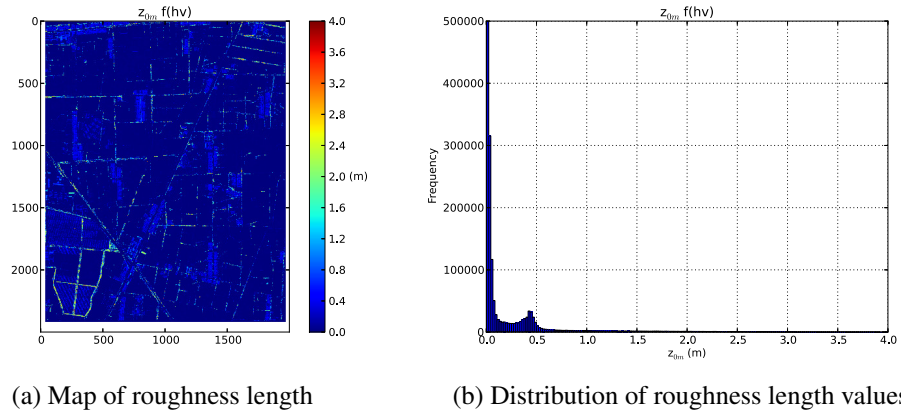 z0m f(hv)
0
500
1000
1500
2000
0 500 1000 1500
4.0
3.6
3.2
2.8
2.4
2.0 (m)
1.6
1.2
0.8
0.4
0.0
z0m f(hv)
500000
400000
300000
200000
100000
0
Frequency
0.0 0.5 1.0 1.5 2.0 2.5 3.0 3.5 4.0
z0m (m)
(a) Map of roughness length
(b) Distribution of roughness length values